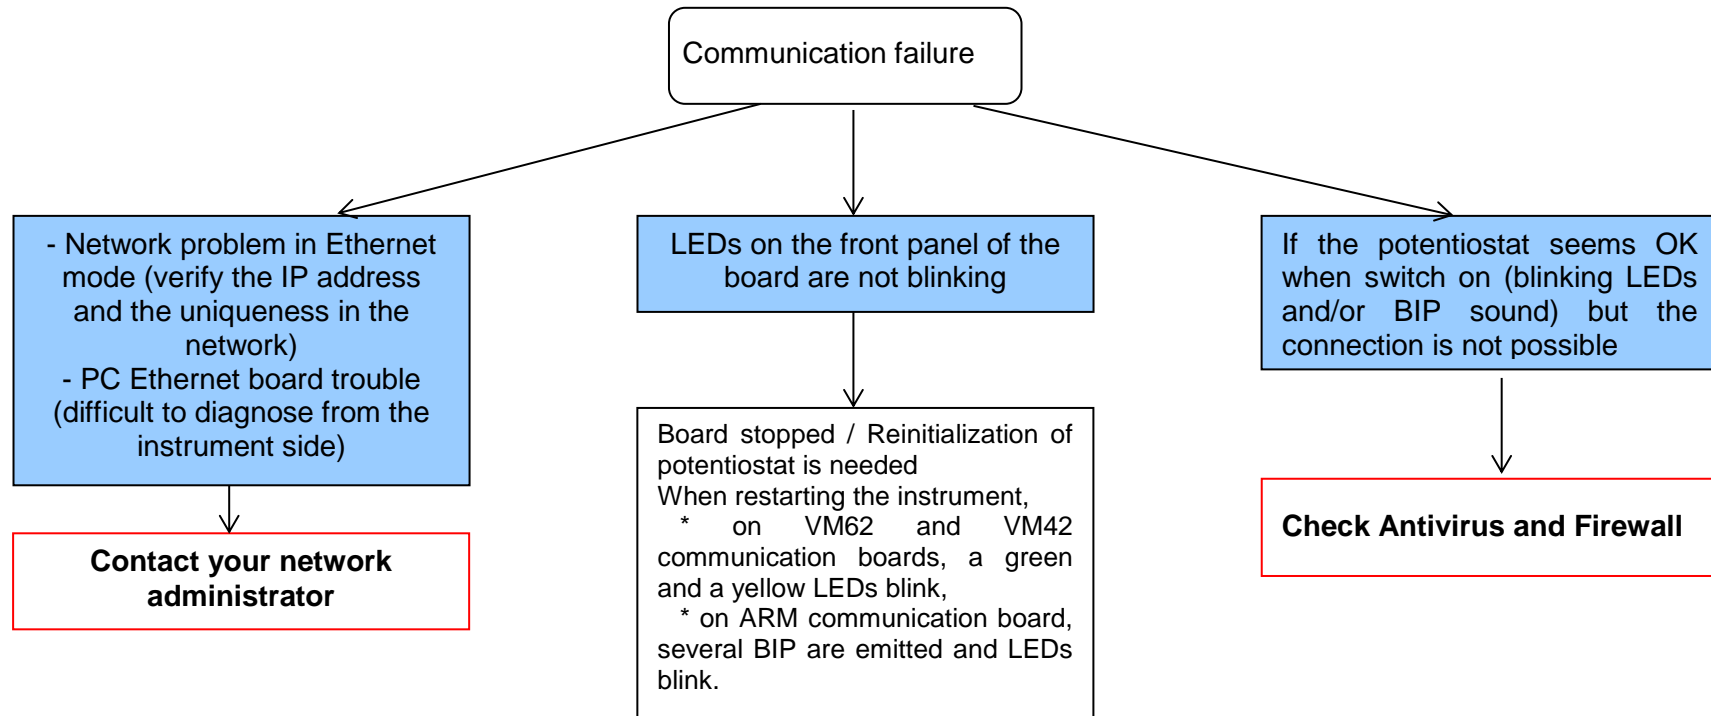 Communication failure
- Network problem in Ethernet
mode (verify the IP address
and the uniqueness in the
network)
- PC Ethernet board trouble
(difficult to diagnose from the
instrument side)
Contact your network
administrator
LEDs on the front panel of the
board are not blinking
Board stopped / Reinitialization of
potentiostat is needed
When restarting the instrument,
* on VM62 and VM42
communication boards, a green
and a yellow LEDs blink,
* on ARM communication board,
several BIP are emitted and LEDs
blink.
If the potentiostat seems OK
when switch on (blinking LEDs
and/or BIP sound) but the
connection is not possible
Check Antivirus and Firewall